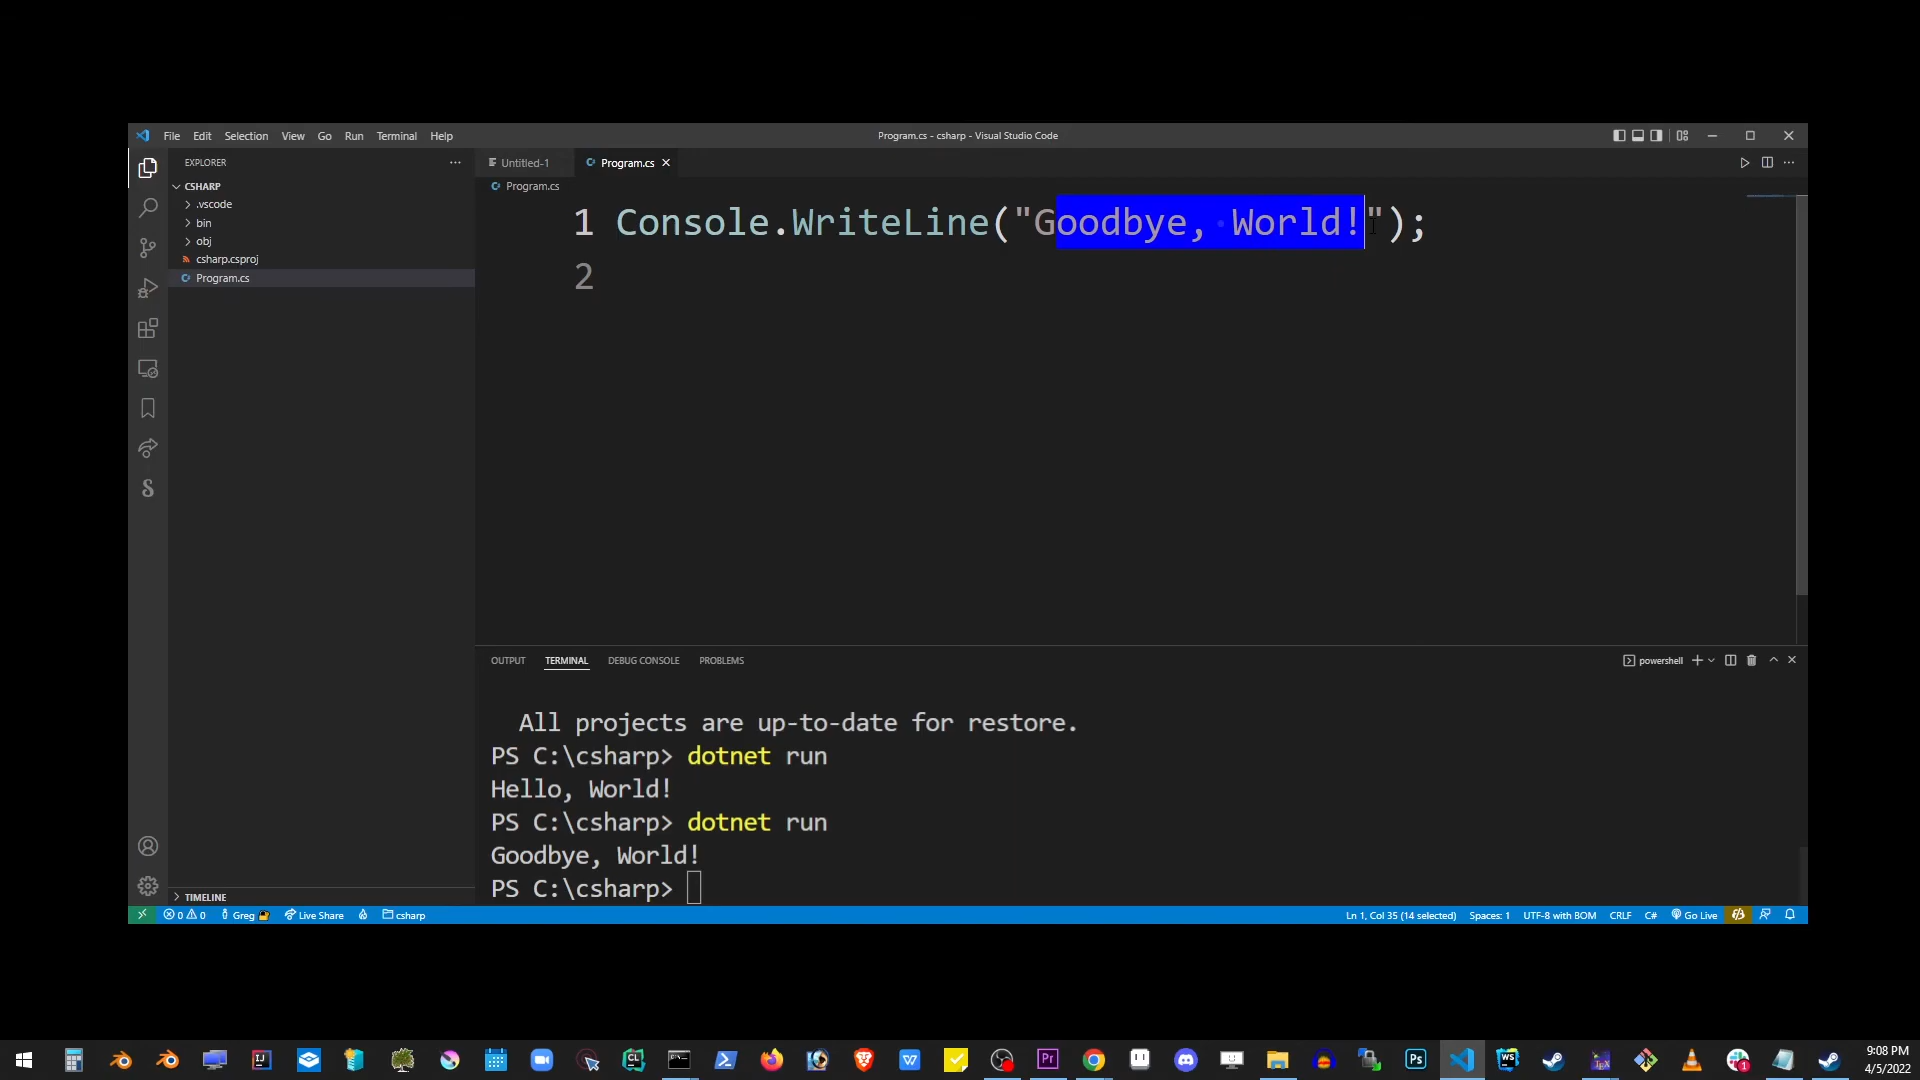 File Edit Selection View Go Run Terminal Help
Program.cs - csharp - Visual Studio Code
EXPLORER
CSHARP
.vscode
bin
obj
csharp.csproj
Program.cs
Untitled-1
Program.cs
Program.cs
1 Console.WriteLine("Goodbye, World!");
2
OUTPUT TERMINAL DEBUG CONSOLE PROBLEMS
powershell
All projects are up-to-date for restore.
PS C:\csharp> dotnet run
Hello, World!
PS C:\csharp> dotnet run
Goodbye, World!
PS C:\csharp>
TIMELINE
0 0 Greg Live Share csharp
Ln 1, Col 35 (14 selected) Spaces: 1 UTF-8 with BOM CRLF C# Go Live
9:08 PM
4/5/2022